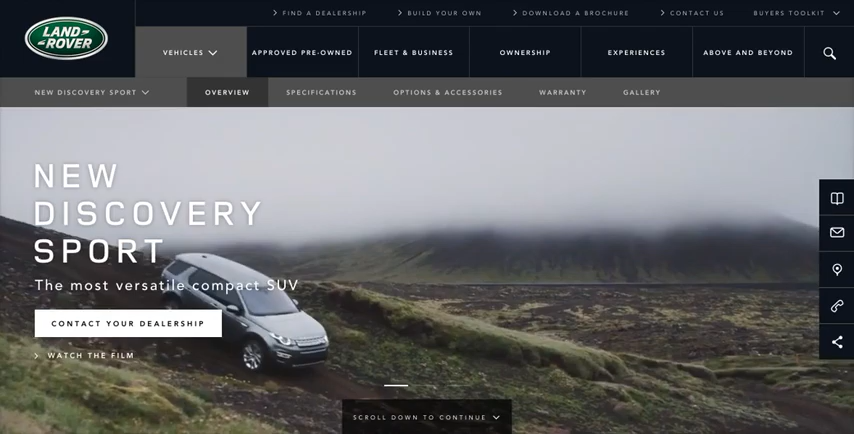 LAND
ROVER
FIND A DEALERSHIP
BUILD YOUR OWN
DOWNLOAD A BROCHURE
CONTACT US
BUYERS TOOLKIT
VEHICLES
APPROVED PRE-OWNED
FLEET & BUSINESS
OWNERSHIP
EXPERIENCES
ABOVE AND BEYOND
NEW DISCOVERY SPORT
OVERVIEW
SPECIFICATIONS
OPTIONS & ACCESSORIES
WARRANTY
GALLERY
NEW
DISCOVERY
SPORT
The most versatile compact SUV
CONTACT YOUR DEALERSHIP
WATCH THE FILM
SCROLL DOWN TO CONTINUE